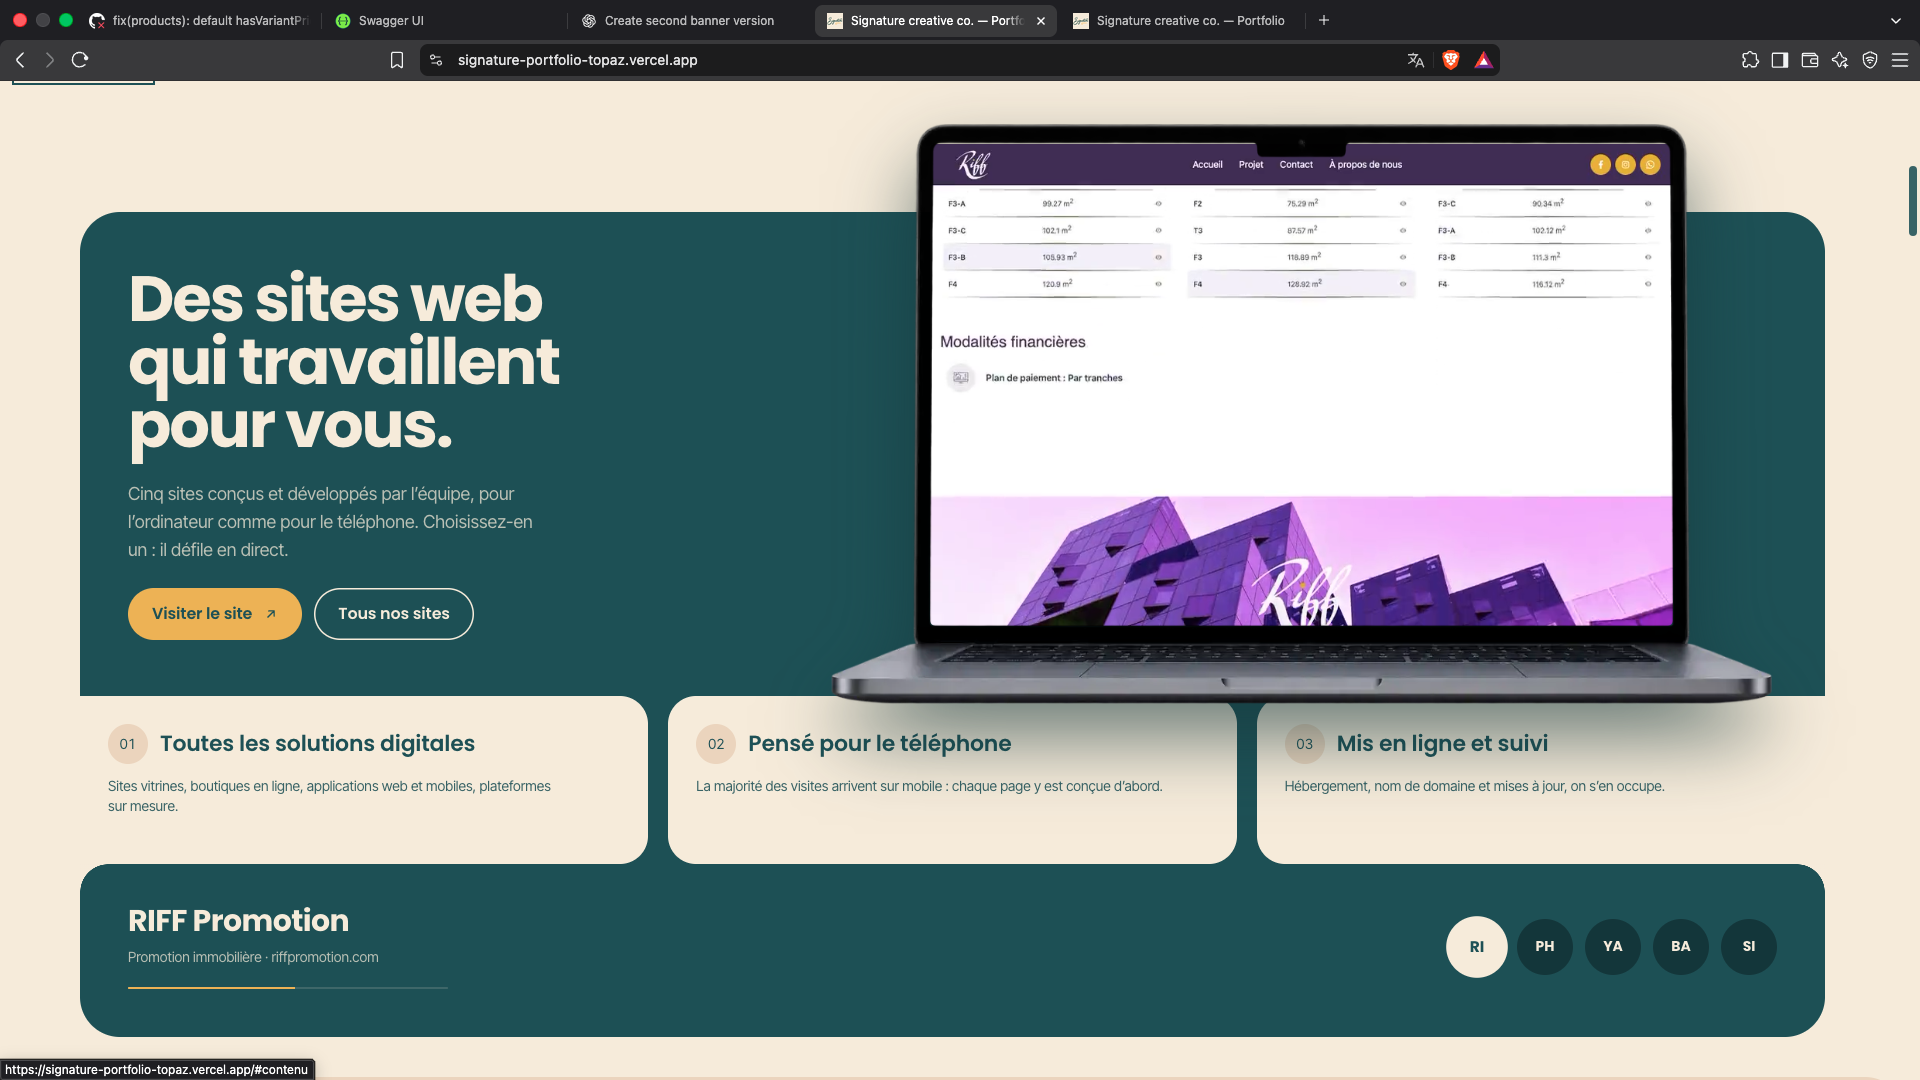 fix(products): default hasVariantPri
Swagger UI
Create second banner version
Signature creative co. — Portfo
Signature creative co. — Portfolio
signature-portfolio-topaz.vercel.app
Riff
Accueil
Projet
Contact
À propos de nous
F3-A 99.27 m²
F2 75.29 m²
F3-C 90.34 m²
F3-C 102.1 m²
T3 87.57 m²
F3-A 102.12 m²
F3-B 105.93 m²
F3 118.89 m²
F3-B 111.3 m²
F4 120.9 m²
F4 128.92 m²
F4 116.12 m²
Modalités financières
Plan de paiement : Par tranches
Riff
Des sites web
qui travaillent
pour vous.
Cinq sites conçus et développés par l’équipe, pour
l’ordinateur comme pour le téléphone. Choisissez-en
un : il défile en direct.
Visiter le site
Tous nos sites
01 Toutes les solutions digitales
Sites vitrines, boutiques en ligne, applications web et mobiles, plateformes
sur mesure.
02 Pensé pour le téléphone
La majorité des visites arrivent sur mobile : chaque page y est conçue d’abord.
03 Mis en ligne et suivi
Hébergement, nom de domaine et mises à jour, on s’en occupe.
RIFF Promotion
Promotion immobilière · riffpromotion.com
RI
PH
YA
BA
SI
https://signature-portfolio-topaz.vercel.app/#contenu